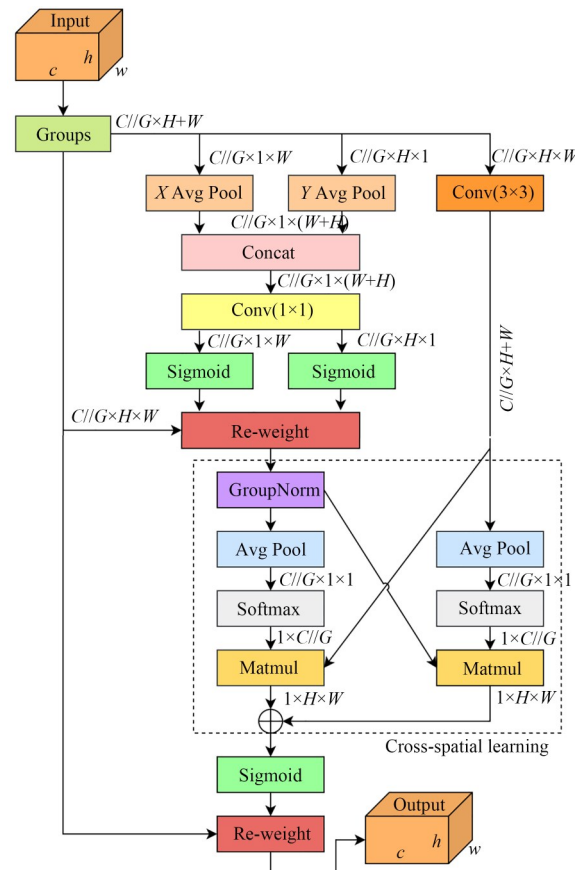 Input
h
c
w
C//G×H+W
Groups
C//G×1×W
C//G×H×1
C//G×H×W
X Avg Pool
Y Avg Pool
Conv(3×3)
C//G×1×(W+H)
Concat
C//G×1×(W+H)
Conv(1×1)
C//G×1×W
C//G×H×1
C//G×H+W
Sigmoid
Sigmoid
C//G×H×W
Re-weight
GroupNorm
Avg Pool
Avg Pool
C//G×1×1
C//G×1×1
Softmax
Softmax
1×C//G
1×C//G
Matmul
Matmul
1×H×W
1×H×W
Cross-spatial learning
Sigmoid
Output
Re-weight
h
c
w